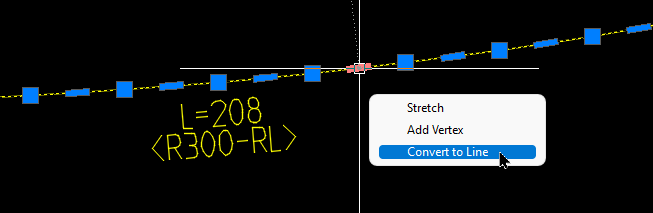 L=208
<R300-RL>
Stretch
Add Vertex
Convert to Line